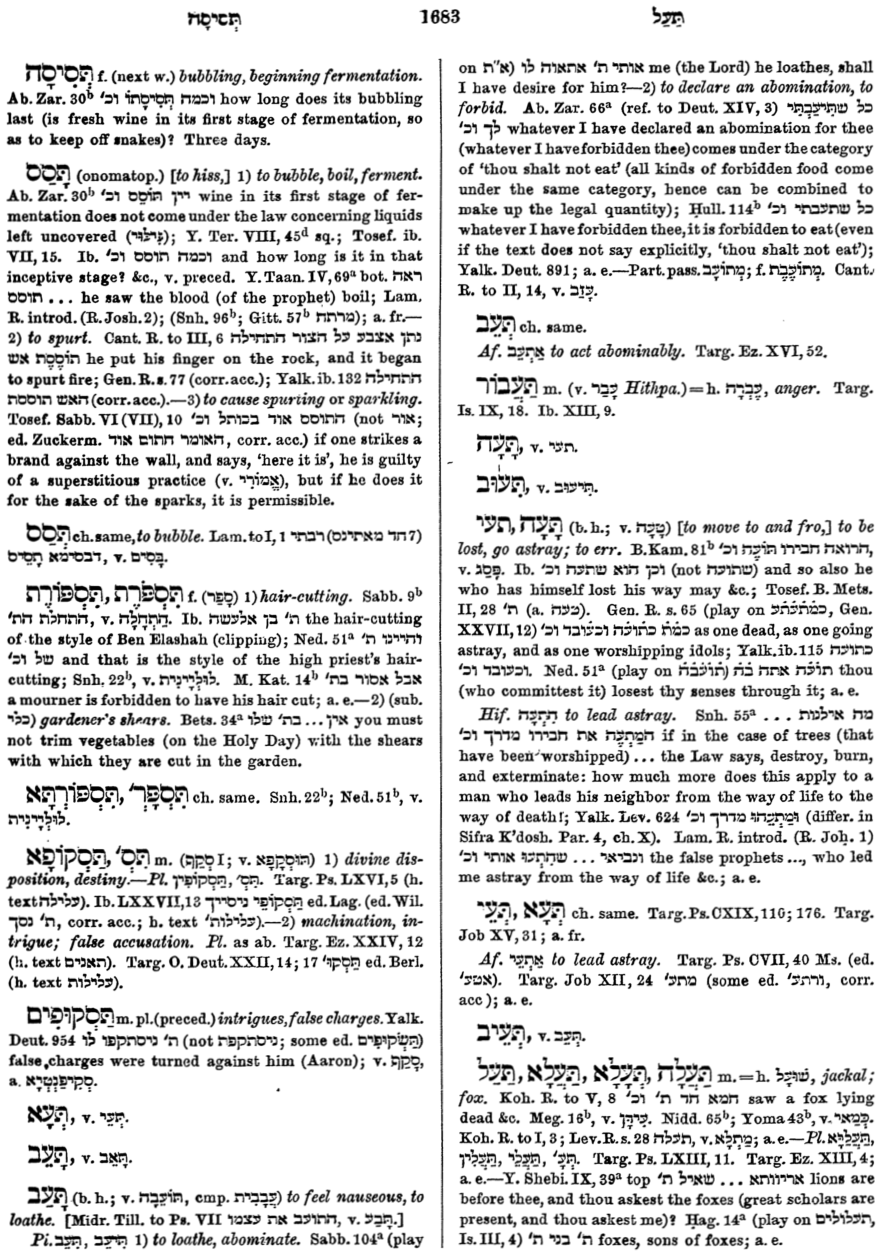 תְּסִיסָה 1683 תַּעַל
תְּסִיסָה f. (next w.) bubbling, beginning fermentation.
Ab. Zar. 30b וכמה תְּסִיסָתוֹ וכ׳ how long does its bubbling
last (is fresh wine in its first stage of fermentation, so
as to keep off snakes)? Three days.
תָּסַס (onomatop.) [to hiss,] 1) to bubble, boil, ferment.
Ab. Zar. 30b יין תּוֹסֵס וכ׳ wine in its first stage of fer-
mentation does not come under the law concerning liquids
left uncovered (גִּילּוּי); Y. Ter. VIII, 45d sq.; Tosef. ib.
VII, 15. Ib. וכמה תוסס וכ׳ and how long is it in that
inceptive stage? &c., v. preced. Y. Taan. IV, 69a bot. ראה
תוסס ... he saw the blood (of the prophet) boil; Lam.
R. introd. (R. Josh. 2); (Snh. 96b; Gitt. 57b מרתח); a. fr.—
2) to spurt. Cant. R. to III, 6 נתן אצבע על הצור התחילה
תוֹסֶסֶת אש he put his finger on the rock, and it began
to spurt fire; Gen. R. s. 77 (corr. acc.); Yalk. ib. 132 התחילה
האש תוססת (corr. acc.).—3) to cause spurting or sparkling.
Tosef. Sabb. VI (VII), 10 התוסס אוד בכותל וכ׳ (not אור;
ed. Zuckerm. האומר חתום אוד, corr. acc.) if one strikes a
brand against the wall, and says, ‘here it is’, he is guilty
of a superstitious practice (v. אֱמוֹרִי), but if he does it
for the sake of the sparks, it is permissible.
תְּסַס ch. same, to bubble. Lam. to I, 1 רבתי (חד מאתינס 7)
דבסימא תָסֵיס, v. בָּסִים.
תִּסְפֹּרֶת, תִּסְפּוֹרֶת f. (סָפַר) 1) hair-cutting. Sabb. 9b
התחלת הת׳, v. הַתְחָלָה. Ib. ת׳ בן אלעשה the hair-cutting
of the style of Ben Elashah (clipping); Ned. 51a והיינו ת׳
של וכ׳ and that is the style of the high priest's hair-
cutting; Snh. 22b, v. לוּלְיָינִית. M. Kat. 14b אבל אסור בת׳
a mourner is forbidden to have his hair cut; a. e.—2) (sub.
כלי) gardener's shears. Bets. 34a אין ... בת׳ שלו you must
not trim vegetables (on the Holy Day) with the shears
with which they are cut in the garden.
תִּסְפָּר׳, תִּסְפּוֹרְתָּא ch. same. Snh. 22b; Ned. 51b, v.
לוּלְיָינִית.
תַּסְ׳, תַּסְקוֹפָא m. (סָקַף I; v. תּוּסְקָפָא) 1) divine dis-
position, destiny.—Pl. תַּסְ׳, תַּסְקוֹפִין. Targ. Ps. LXVI, 5 (h.
text עלילה). Ib. LXXVII, 13 תַּסְקוֹפֵי ניסייך ed. Lag. (ed. Wil.
ת׳ נסך, corr. acc.; h. text עלילות׳).—2) machination, in-
trigue; false accusation. Pl. as ab. Targ. Ez. XXIV, 12
(h. text תאנים). Targ. O. Deut. XXII, 14; 17 תַּסְקוּ׳ ed. Berl.
(h. text עלילות).
תַּסְקוּפִים m. pl. (preced.) intrigues, false charges. Yalk.
Deut. 954 ת׳ ניסתקפו לו (not ניסתקפת; some ed. תַּשְׂקוּפִים)
false charges were turned against him (Aaron); v. סָקַף,
a. סְקִיפַנְטְיָא.
תְּעָא, v. תְּעֵי.
תָּעֵב, v. תָּאֵב.
תָּעַב (b. h.; v. תּוֹעֵבָה, cmp. עֲבָבִית) to feel nauseous, to
loathe. [Midr. Till. to Ps. VII התועב את עצמו, v. תָּבַע.]
Pi. תִּיעֵב, תִּעֵב 1) to loathe, abominate. Sabb. 104a (play
on א״ת) אותי ת׳ אתאוה לו me (the Lord) he loathes, shall
I have desire for him?—2) to declare an abomination, to
forbid. Ab. Zar. 66a (ref. to Deut. XIV, 3) כל שתיעבתי
לך וכ׳ whatever I have declared an abomination for thee
(whatever I have forbidden thee) comes under the category
of ‘thou shalt not eat’ (all kinds of forbidden food come
under the same category, hence can be combined to
make up the legal quantity); Ḥull. 114b כל שתעבתי וכ׳
whatever I have forbidden thee, it is forbidden to eat (even
if the text does not say explicitly, ‘thou shalt not eat’);
Yalk. Deut. 891; a. e.—Part. pass. מְתוֹעָב; f. מְתוֹעֶבֶת. Cant.
R. to II, 14, v. עָזַב.
תְּעֵב ch. same.
Af. אַתְעֵב to act abominably. Targ. Ez. XVI, 52.
תַּעֲבוֹר m. (v. עֲבַר Hithpa.) = h. עֶבְרָה, anger. Targ.
Is. IX, 18. Ib. XIII, 9.
תָּעָה, v. תעי.
תִּעוּב, v. תִּיעוּב.
תָּעָה, תעי (b. h.; v. טָעָה) [to move to and fro,] to be
lost, go astray; to err. B. Kam. 81b הרואה חבירו תּוֹעֶה וכ׳,
v. פָּסַג. Ib. וכן הוא שתעה וכ׳ (not שתועה) and so also he
who has himself lost his way may &c.; Tosef. B. Mets.
II, 28 ת׳ (a. טעה). Gen. R. s. 65 (play on כמתעתע, Gen.
XXVII, 12) כמת כתועה וכעובד וכ׳ as one dead, as one going
astray, and as one worshipping idols; Yalk. ib. 115 כתועה
וכעובד וכ׳. Ned. 51a (play on תועבה) תועה אתה בה thou
(who committest it) losest thy senses through it; a. e.
Hif. הִתְעָה to lead astray. Snh. 55a מה אילנות ...
המַתְעֶה את חבירו מדרך וכ׳ if in the case of trees (that
have been worshipped) ... the Law says, destroy, burn,
and exterminate: how much more does this apply to a
man who leads his neighbor from the way of life to the
way of death!; Yalk. Lev. 624 ומַתְעֵהוּ מדרך וכ׳ (differ. in
Sifra K'dosh. Par. 4, ch. X). Lam. R. introd. (R. Joḥ. 1)
ונביאי ... שהִתְעוּ אותי וכ׳ the false prophets ..., who led
me astray from the way of life &c.; a. e.
תְּעָא, תְּעֵי ch. same. Targ. Ps. CXIX, 110; 176. Targ.
Job XV, 31; a. fr.
Af. אַתְעֵי to lead astray. Targ. Ps. CVII, 40 Ms. (ed.
אטע׳). Targ. Job XII, 24 מתע׳ (some ed. ורתע׳, corr.
acc); a. e.
תְּעֵיב, v. תְּעֵב.
תַּעֲלָה, תַּעְלָא, תַּעֲלָא, תַּעַל m. = h. שׁוּעָל, jackal;
fox. Koh. R. to V, 8 חמא חד ת׳ וכ׳ saw a fox lying
dead &c. Meg. 16b, v. עִידָּן. Nidd. 65b; Yoma 43b, v. כְּמַאי.
Koh. R. to I, 3; Lev. R. s. 28 תעלה, v. מַתְלָא; a. e.—Pl. תַּעֲלַיָּא,
תַּעְ׳, תַּעֲלֵי, תַּעֲלִין. Targ. Ps. LXIII, 11. Targ. Ez. XIII, 4;
a. e.—Y. Shebi. IX, 39a top אריוותא ... שאיל ת׳ lions are
before thee, and thou askest the foxes (great scholars are
present, and thou askest me)? Ḥag. 14a (play on תעלולים,
Is. III, 4) ת׳ בני ת׳ foxes, sons of foxes; a. e.